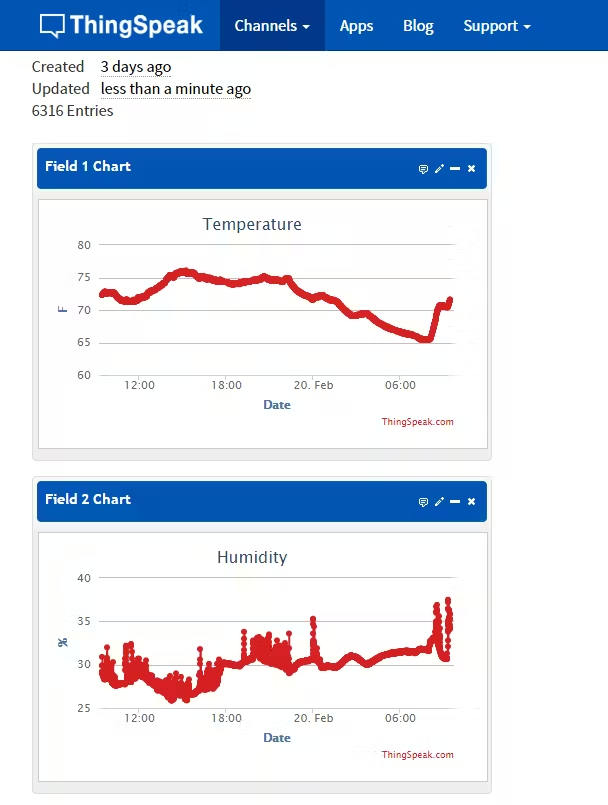 ThingSpeak Channels Apps Blog Support
Created 3 days ago
Updated less than a minute ago
6316 Entries
Field 1 Chart
Temperature
80
75
70
65
60
F
12:00 18:00 20. Feb 06:00
Date
ThingSpeak.com
Field 2 Chart
Humidity
40
35
30
25
%
12:00 18:00 20. Feb 06:00
Date
ThingSpeak.com